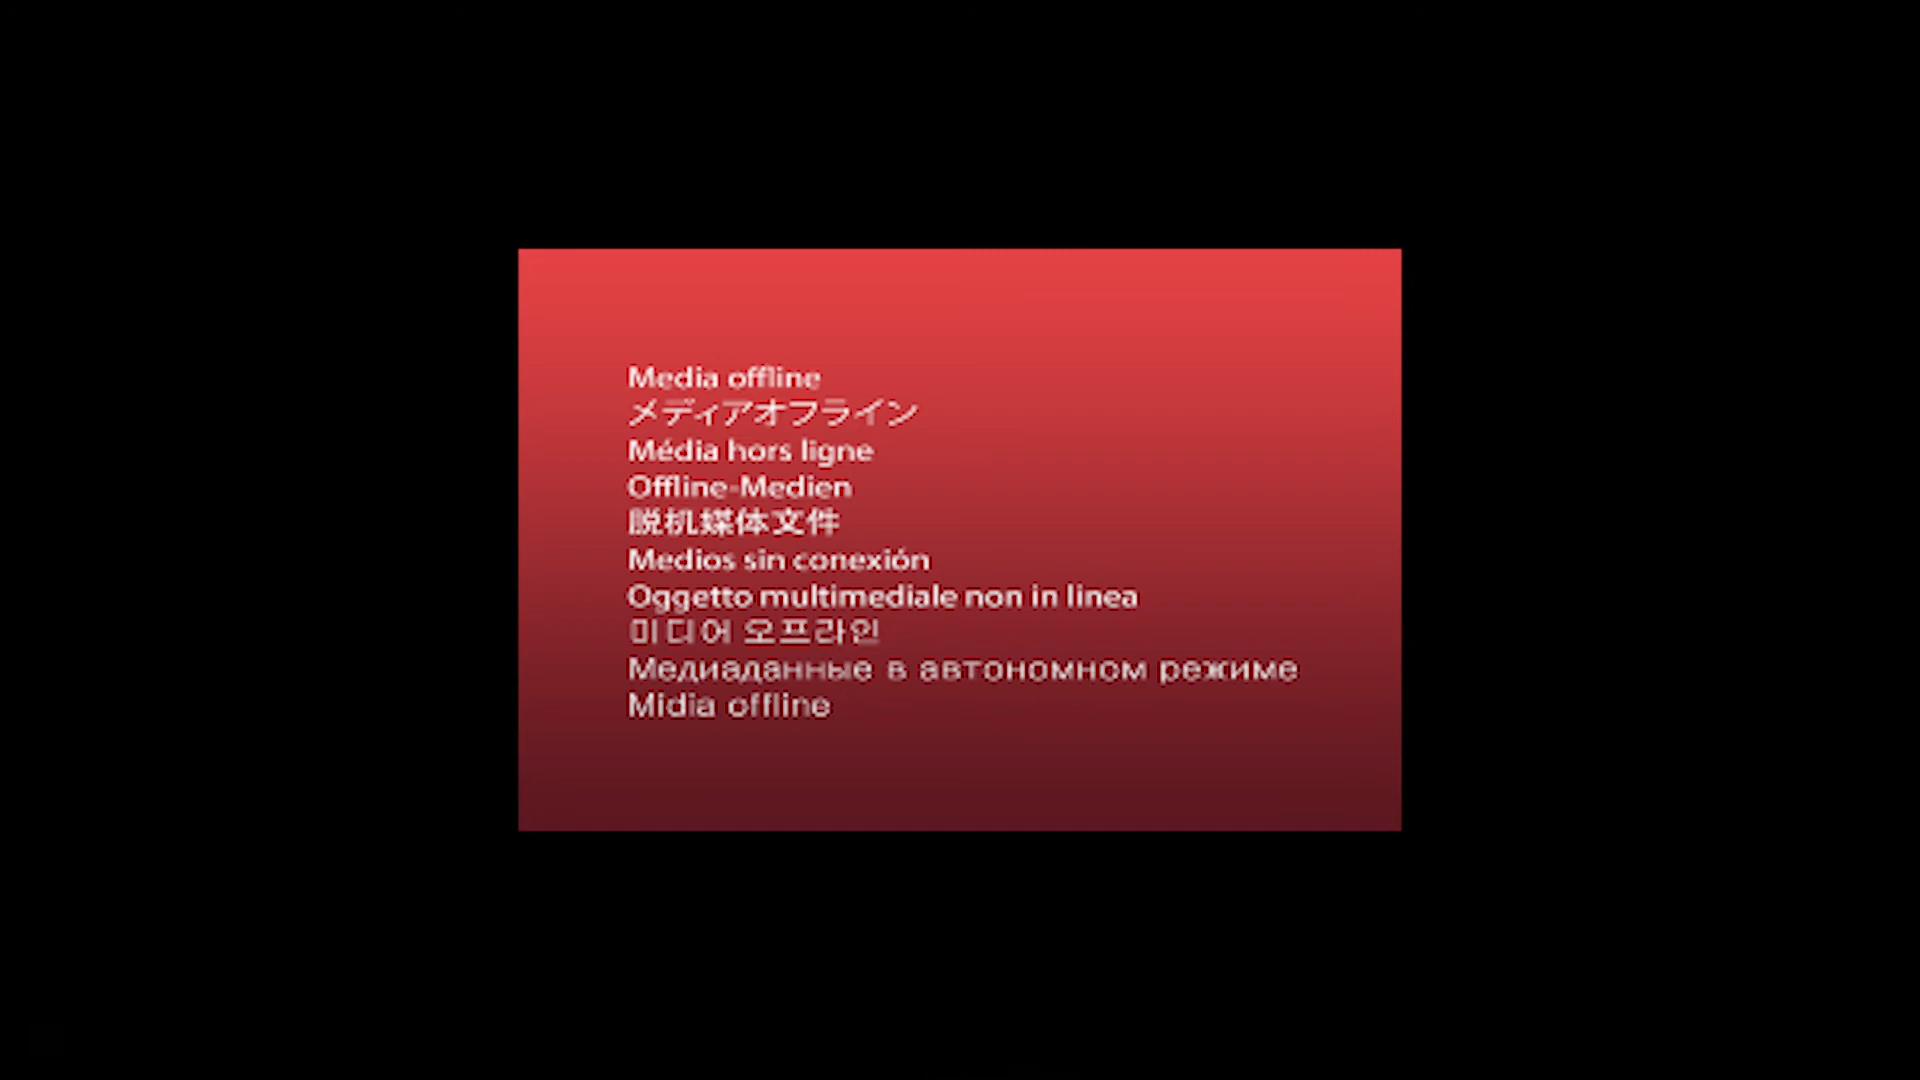 Media offline
メディアオフライン
Média hors ligne
Offline-Medien
脱机媒体文件
Medios sin conexión
Oggetto multimediale non in linea
미디어 오프라인
Медиаданные в автономном режиме
Midia offline